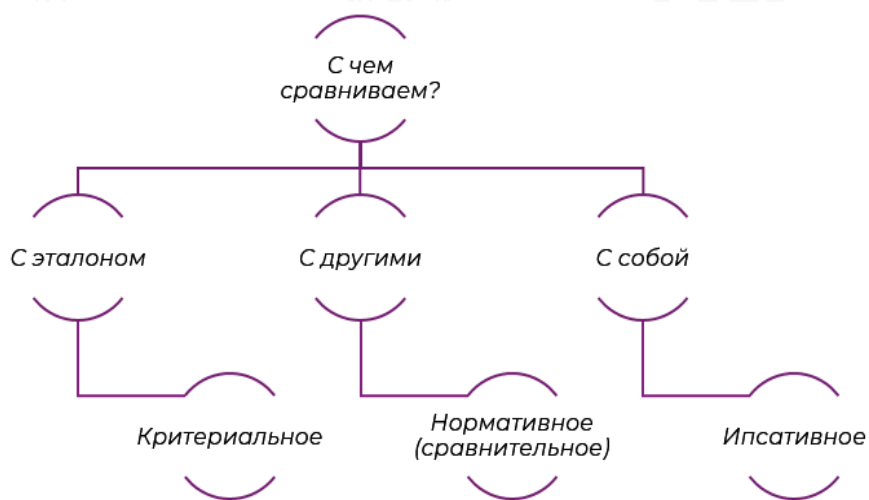 С чем
сравниваем?
С эталоном
С другими
С собой
Критериальное
Нормативное
(сравнительное)
Ипсативное